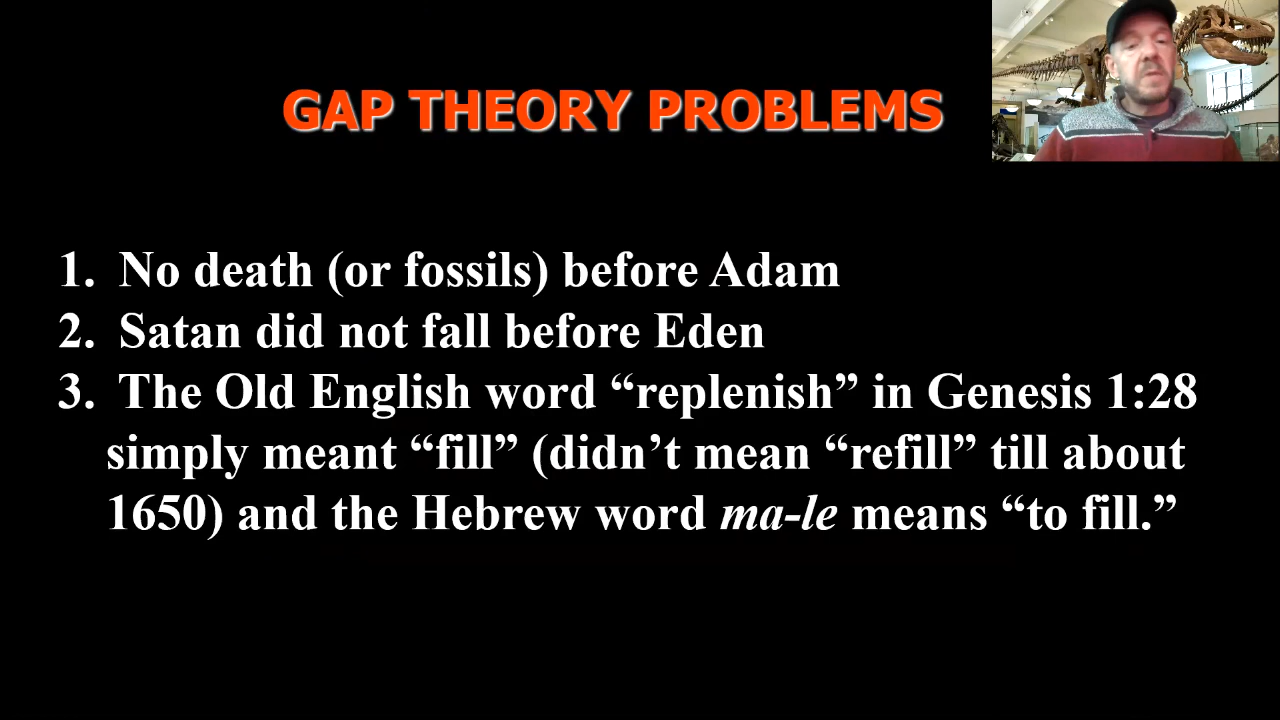 GAP THEORY PROBLEMS
1. No death (or fossils) before Adam
2. Satan did not fall before Eden
3. The Old English word “replenish” in Genesis 1:28
simply meant “fill” (didn’t mean “refill” till about
1650) and the Hebrew word ma-le means “to fill.”